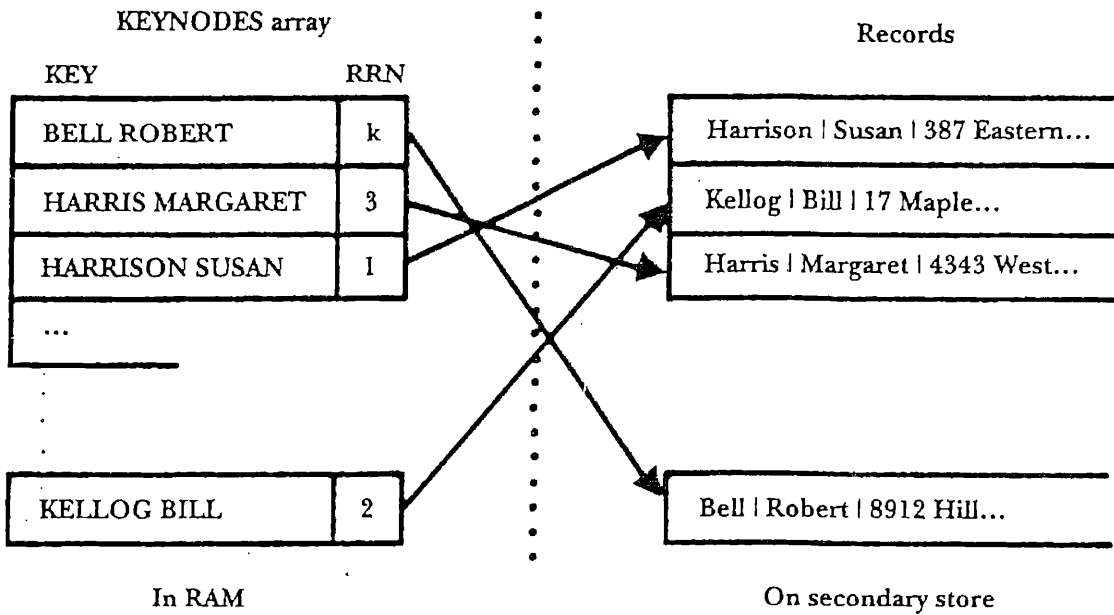 KEYNODES array
Records
KEY RRN
BELL ROBERT k
HARRIS MARGARET 3
HARRISON SUSAN 1
...
KELLOG BILL 2
In RAM
Harrison | Susan | 387 Eastern...
Kellog | Bill | 17 Maple...
Harris | Margaret | 4343 West...
Bell | Robert | 8912 Hill...
On secondary store